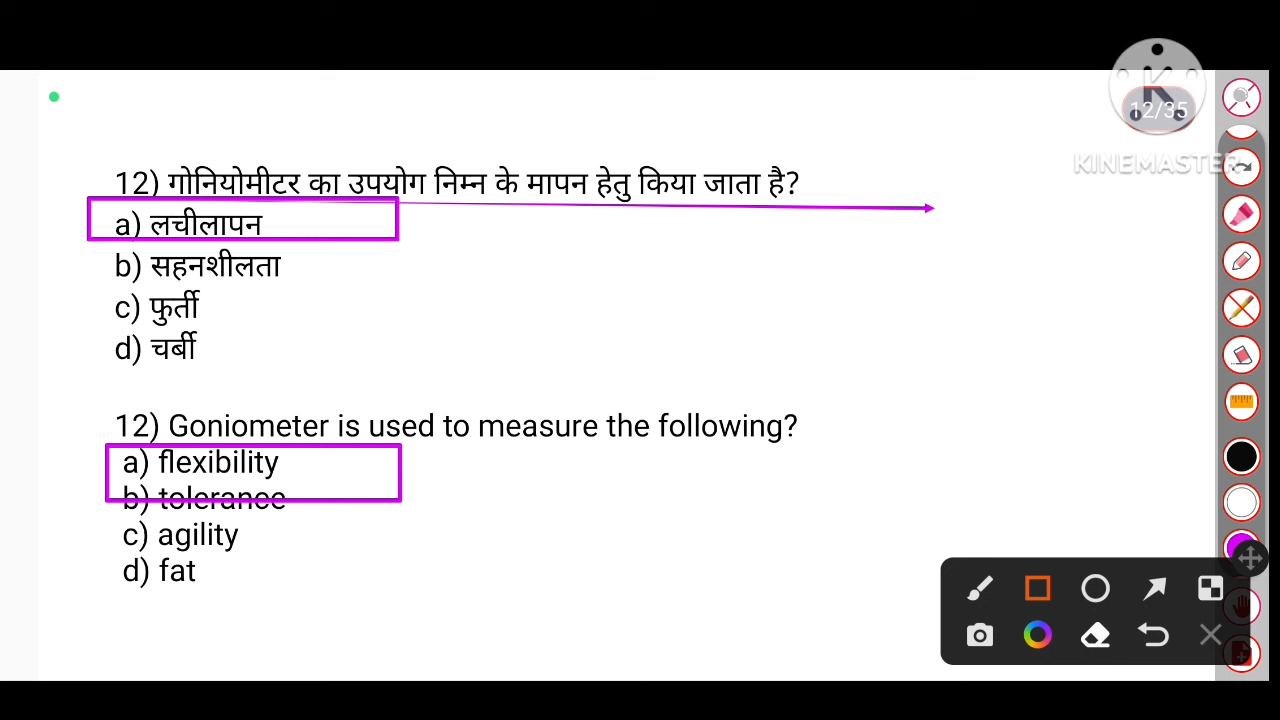 12/35
KINEMASTER
12) गोनियोमीटर का उपयोग निम्न के मापन हेतु किया जाता है?
a) लचीलापन
b) सहनशीलता
c) फुर्ती
d) चर्बी
12) Goniometer is used to measure the following?
a) flexibility
b) tolerance
c) agility
d) fat